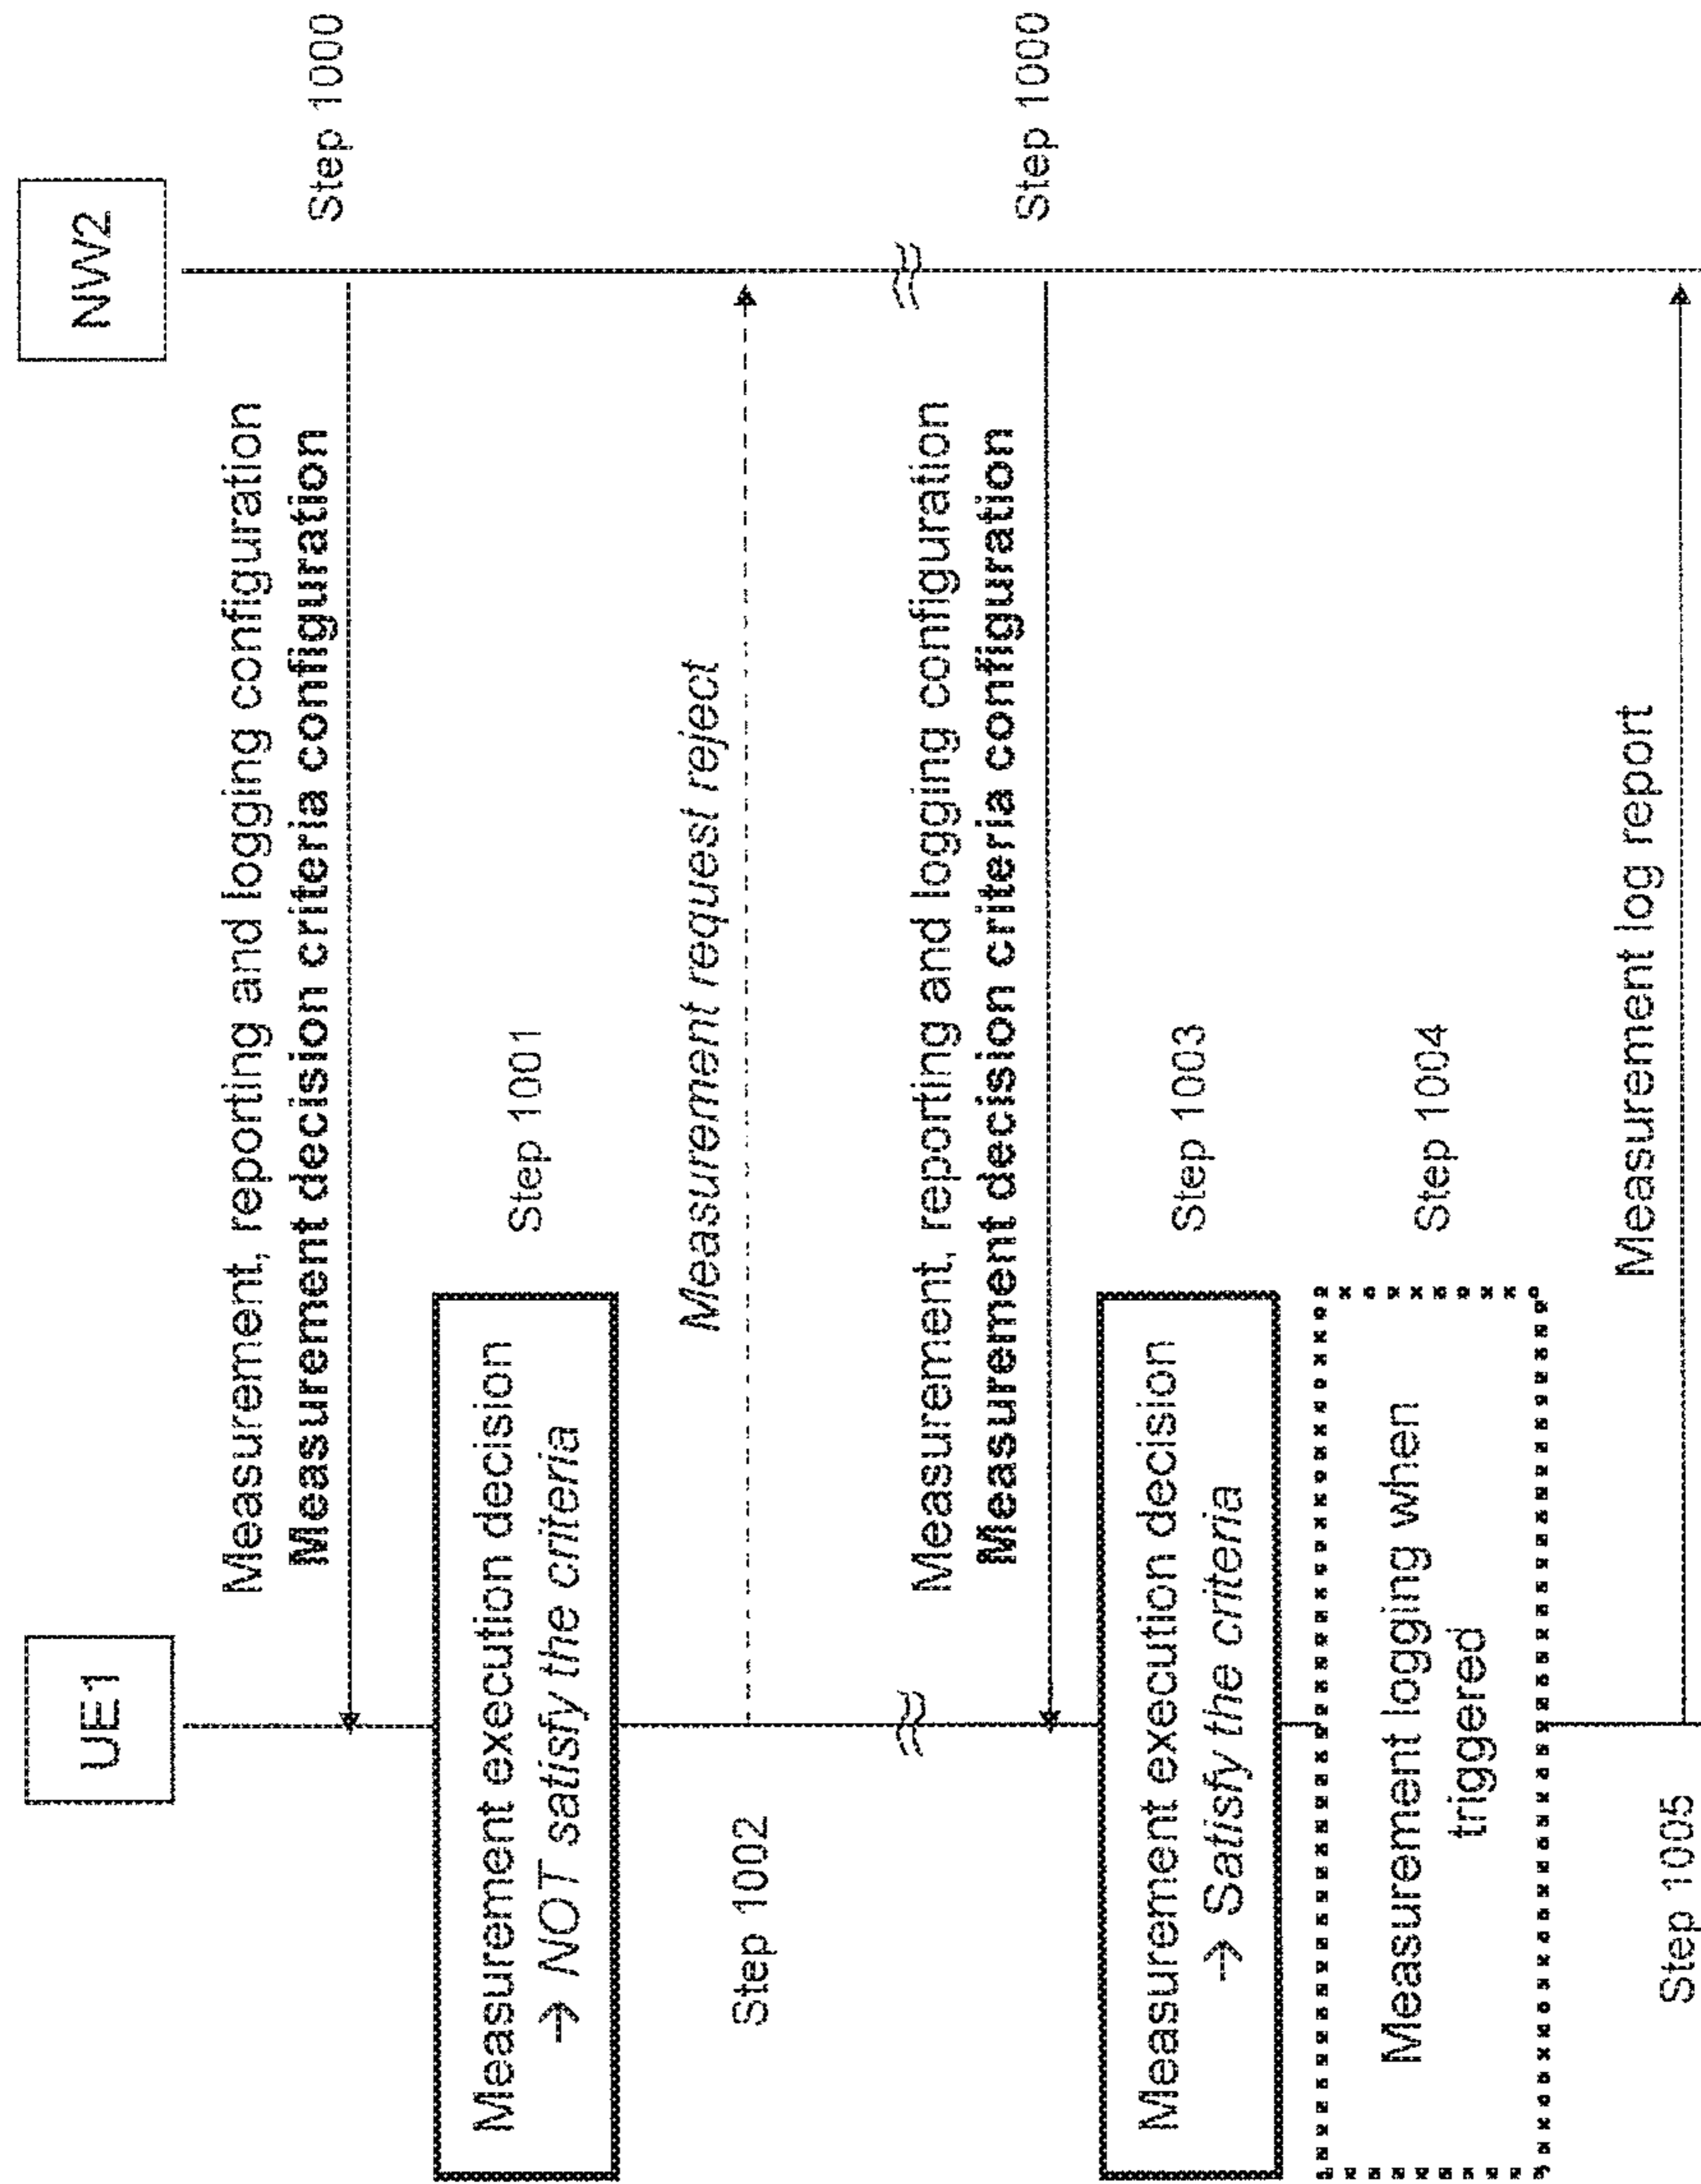 UE1
NW2
Measurement, reporting and logging configuration
Measurement decision criteria configuration
Step 1000
Measurement execution decision
→ NOT satisfy the criteria
Step 1001
Measurement request reject
Step 1002
Measurement, reporting and logging configuration
Measurement decision criteria configuration
Step 1000
Measurement execution decision
→ Satisfy the criteria
Step 1003
Measurement logging when
triggered
Step 1004
Measurement log report
Step 1005